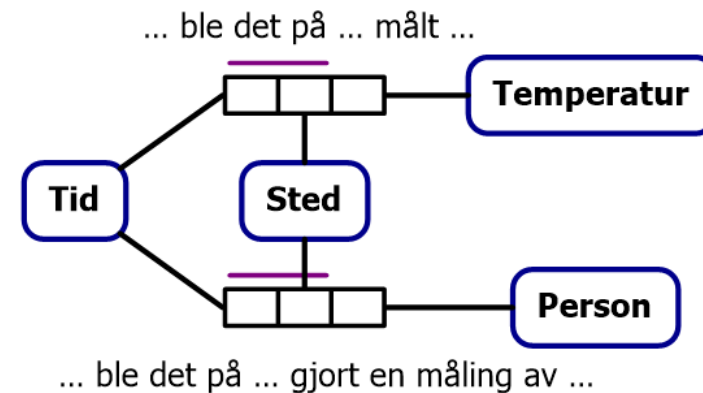 ... ble det på ... målt ...
Temperatur
Tid
Sted
Person
... ble det på ... gjort en måling av ...